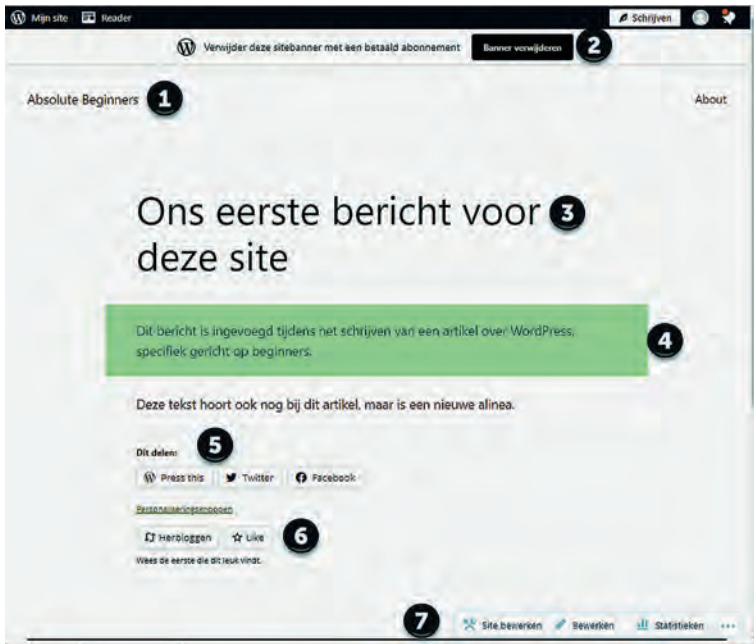 Mijn site Reader Schrijven
Verwijder deze sitebanner met een betaald abonnement Banner verwijderen 2
Absolute Beginners 1 About
Ons eerste bericht voor 3
deze site
Dit bericht is ingevoegd tijdens het schrijven van een artikel over WordPress,
specifiek gericht op beginners. 4
Deze tekst hoort ook nog bij dit artikel, maar is een nieuwe alinea.
Dit delen: 5
Press this Twitter Facebook
Personaliseringsknoppen
Herbloggen Like 6
Wees de eerste die dit leuk vindt.
7 Site bewerken Bewerken Statistieken ...